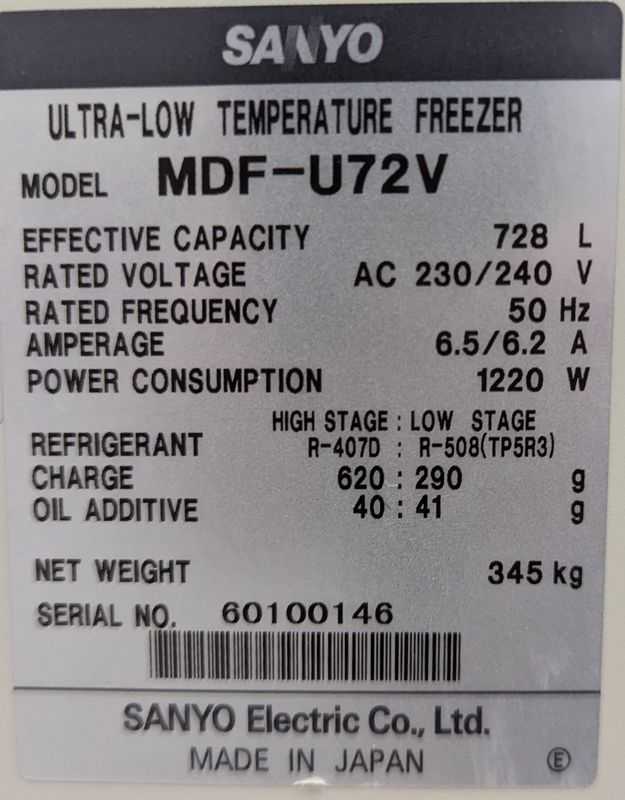 SANYO
ULTRA-LOW TEMPERATURE FREEZER
MODEL MDF-U72V
EFFECTIVE CAPACITY 728 L
RATED VOLTAGE AC 230/240 V
RATED FREQUENCY 50 Hz
AMPERAGE 6.5/6.2 A
POWER CONSUMPTION 1220 W
HIGH STAGE : LOW STAGE
REFRIGERANT R-407D : R-508(TP5R3)
CHARGE 620 : 290 g
OIL ADDITIVE 40 : 41 g
NET WEIGHT 345 kg
SERIAL NO. 60100146
SANYO Electric Co., Ltd.
MADE IN JAPAN Ⓔ